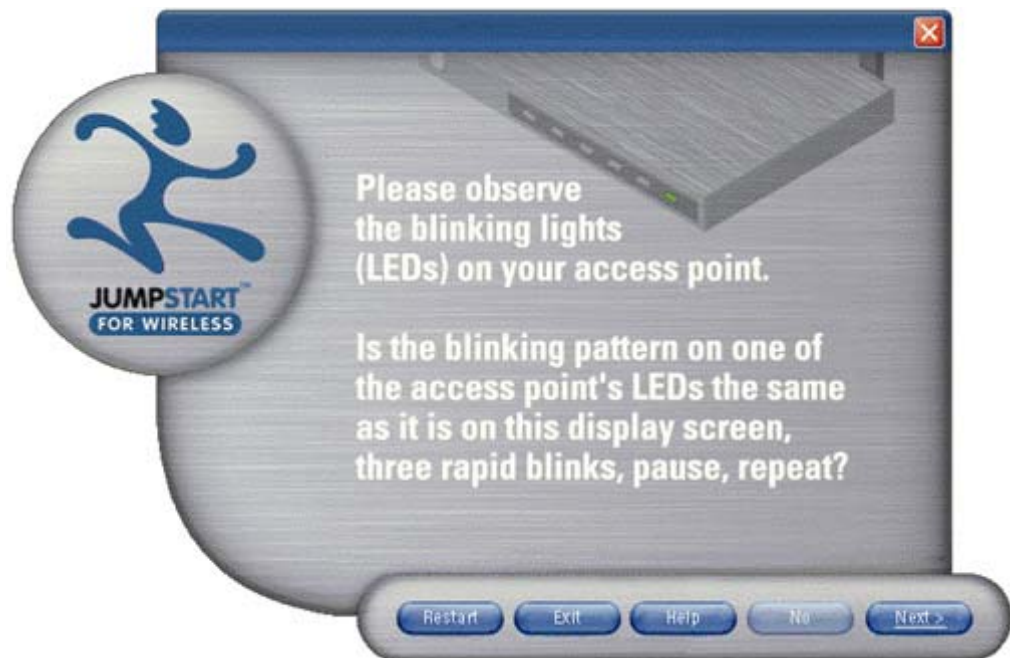 Please observe
the blinking lights
(LEDs) on your access point.
JUMPSTART™
FOR WIRELESS
Is the blinking pattern on one of
the access point's LEDs the same
as it is on this display screen,
three rapid blinks, pause, repeat?
Restart
Exit
Help
No
Next >